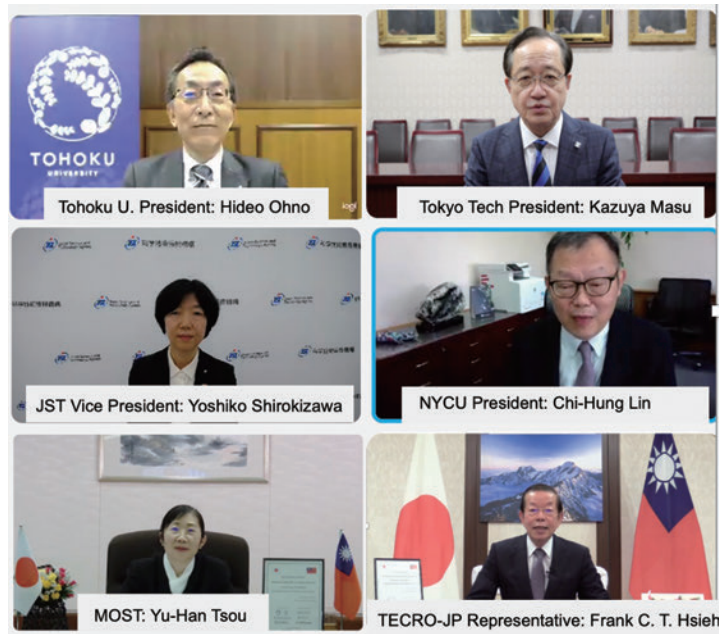 TOHOKU
UNIVERSITY
logi
Tohoku U. President: Hideo Ohno
Tokyo Tech President: Kazuya Masu
JST Vice President: Yoshiko Shirokizawa
NYCU President: Chi-Hung Lin
MOST: Yu-Han Tsou
TECRO-JP Representative: Frank C. T. Hsieh